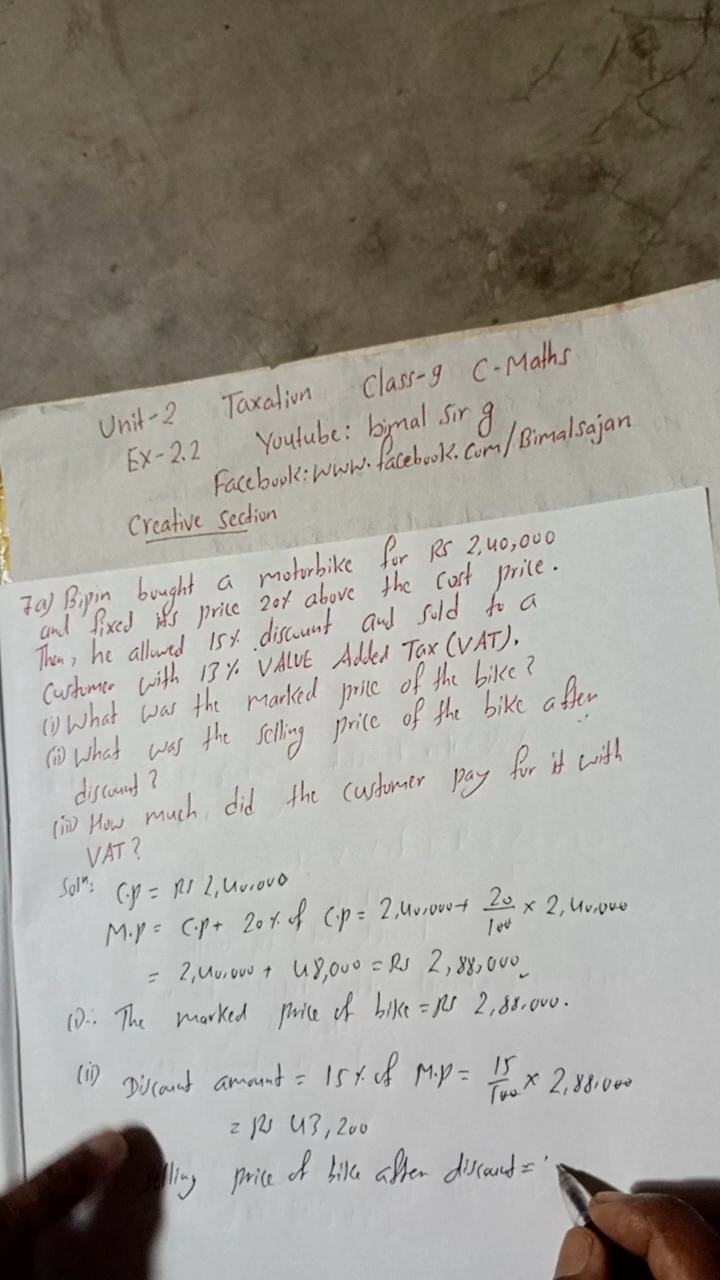 Unit-2 Taxation Class-9 C-Maths
Ex-2.2 Youtube: bimal sir g
Facebook: www.facebook.com/Bimalsajan
Creative section
7a) Bipin bought a motorbike for RS 2,40,000
and fixed its price 20% above the cost price.
Then, he allowed 15% discount and sold to a
Customer with 13% VALUE Added Tax (VAT).
(i) What was the marked price of the bike?
(ii) What was the selling price of the bike after
discount?
(iii) How much did the customer pay for it with
VAT?
Solⁿ: C.p = RS 2,40,000
M.p = C.p + 20% of C.p = 2,40,000 + 20/100 × 2,40,000
= 2,40,000 + 48,000 = Rs 2,88,000
(i) ∴ The marked price of bike = RS 2,88,000.
(ii) Discount amount = 15% of M.p = 15/100 × 2,88,000
= RS 43,200
selling price of bike after discount =